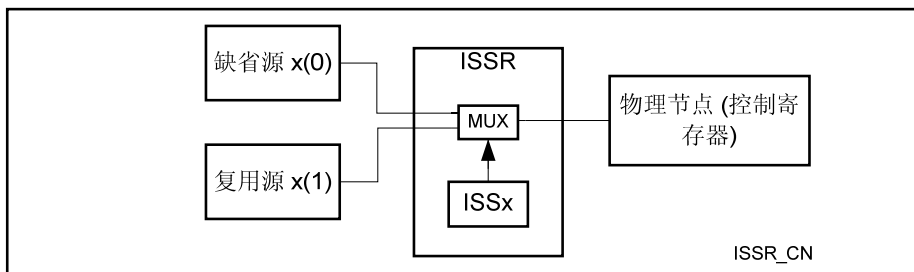 缺省源 x(0)
ISSR
物理节点 (控制寄
存器)
MUX
复用源 x(1)
ISSx
ISSR_CN